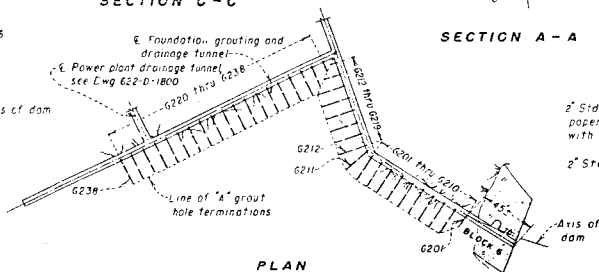 SECTION C-C
SECTION A-A
℄ Foundation grouting and
drainage tunnel
℄ Power plant drainage tunnel
see Dwg 622-D-1800
G220 thru G238
G212 thru G219
s of dam
2" Std
paper
with
2" Sta
G212
G211
G201 thru G210
G238
Line of "A" grout
hole terminations
45°
G201
BLOCK 6
Axis of
dam
PLAN